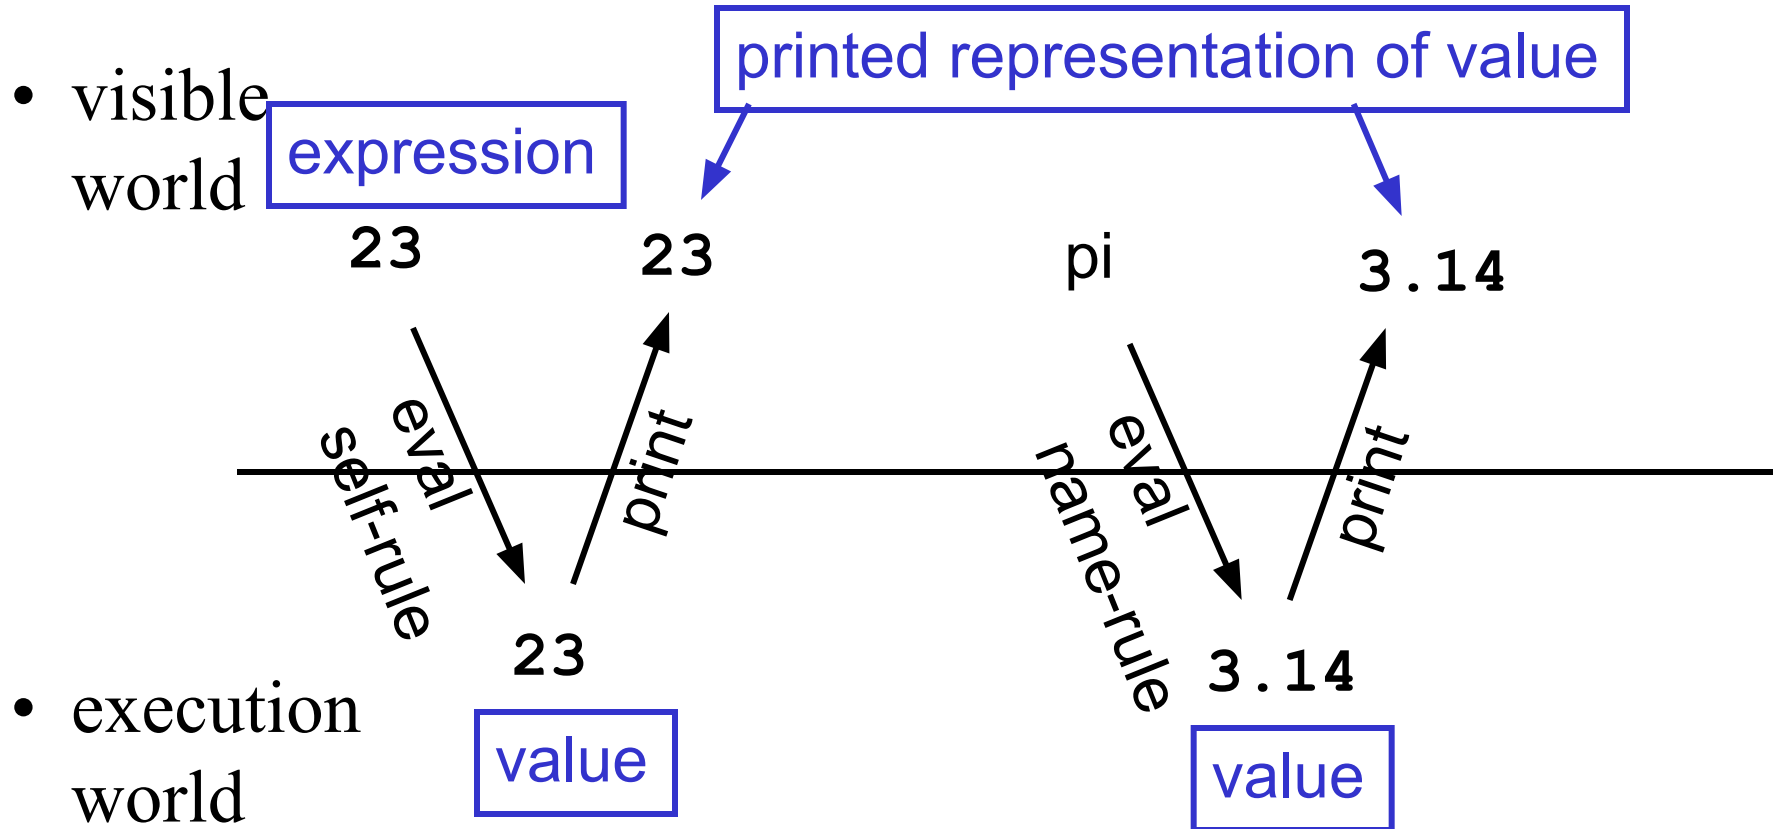 printed representation of value
• visible
world
expression
23
23
pi
3.14
eval
self-rule
print
eval
name-rule
print
23
3.14
• execution
world
value
value